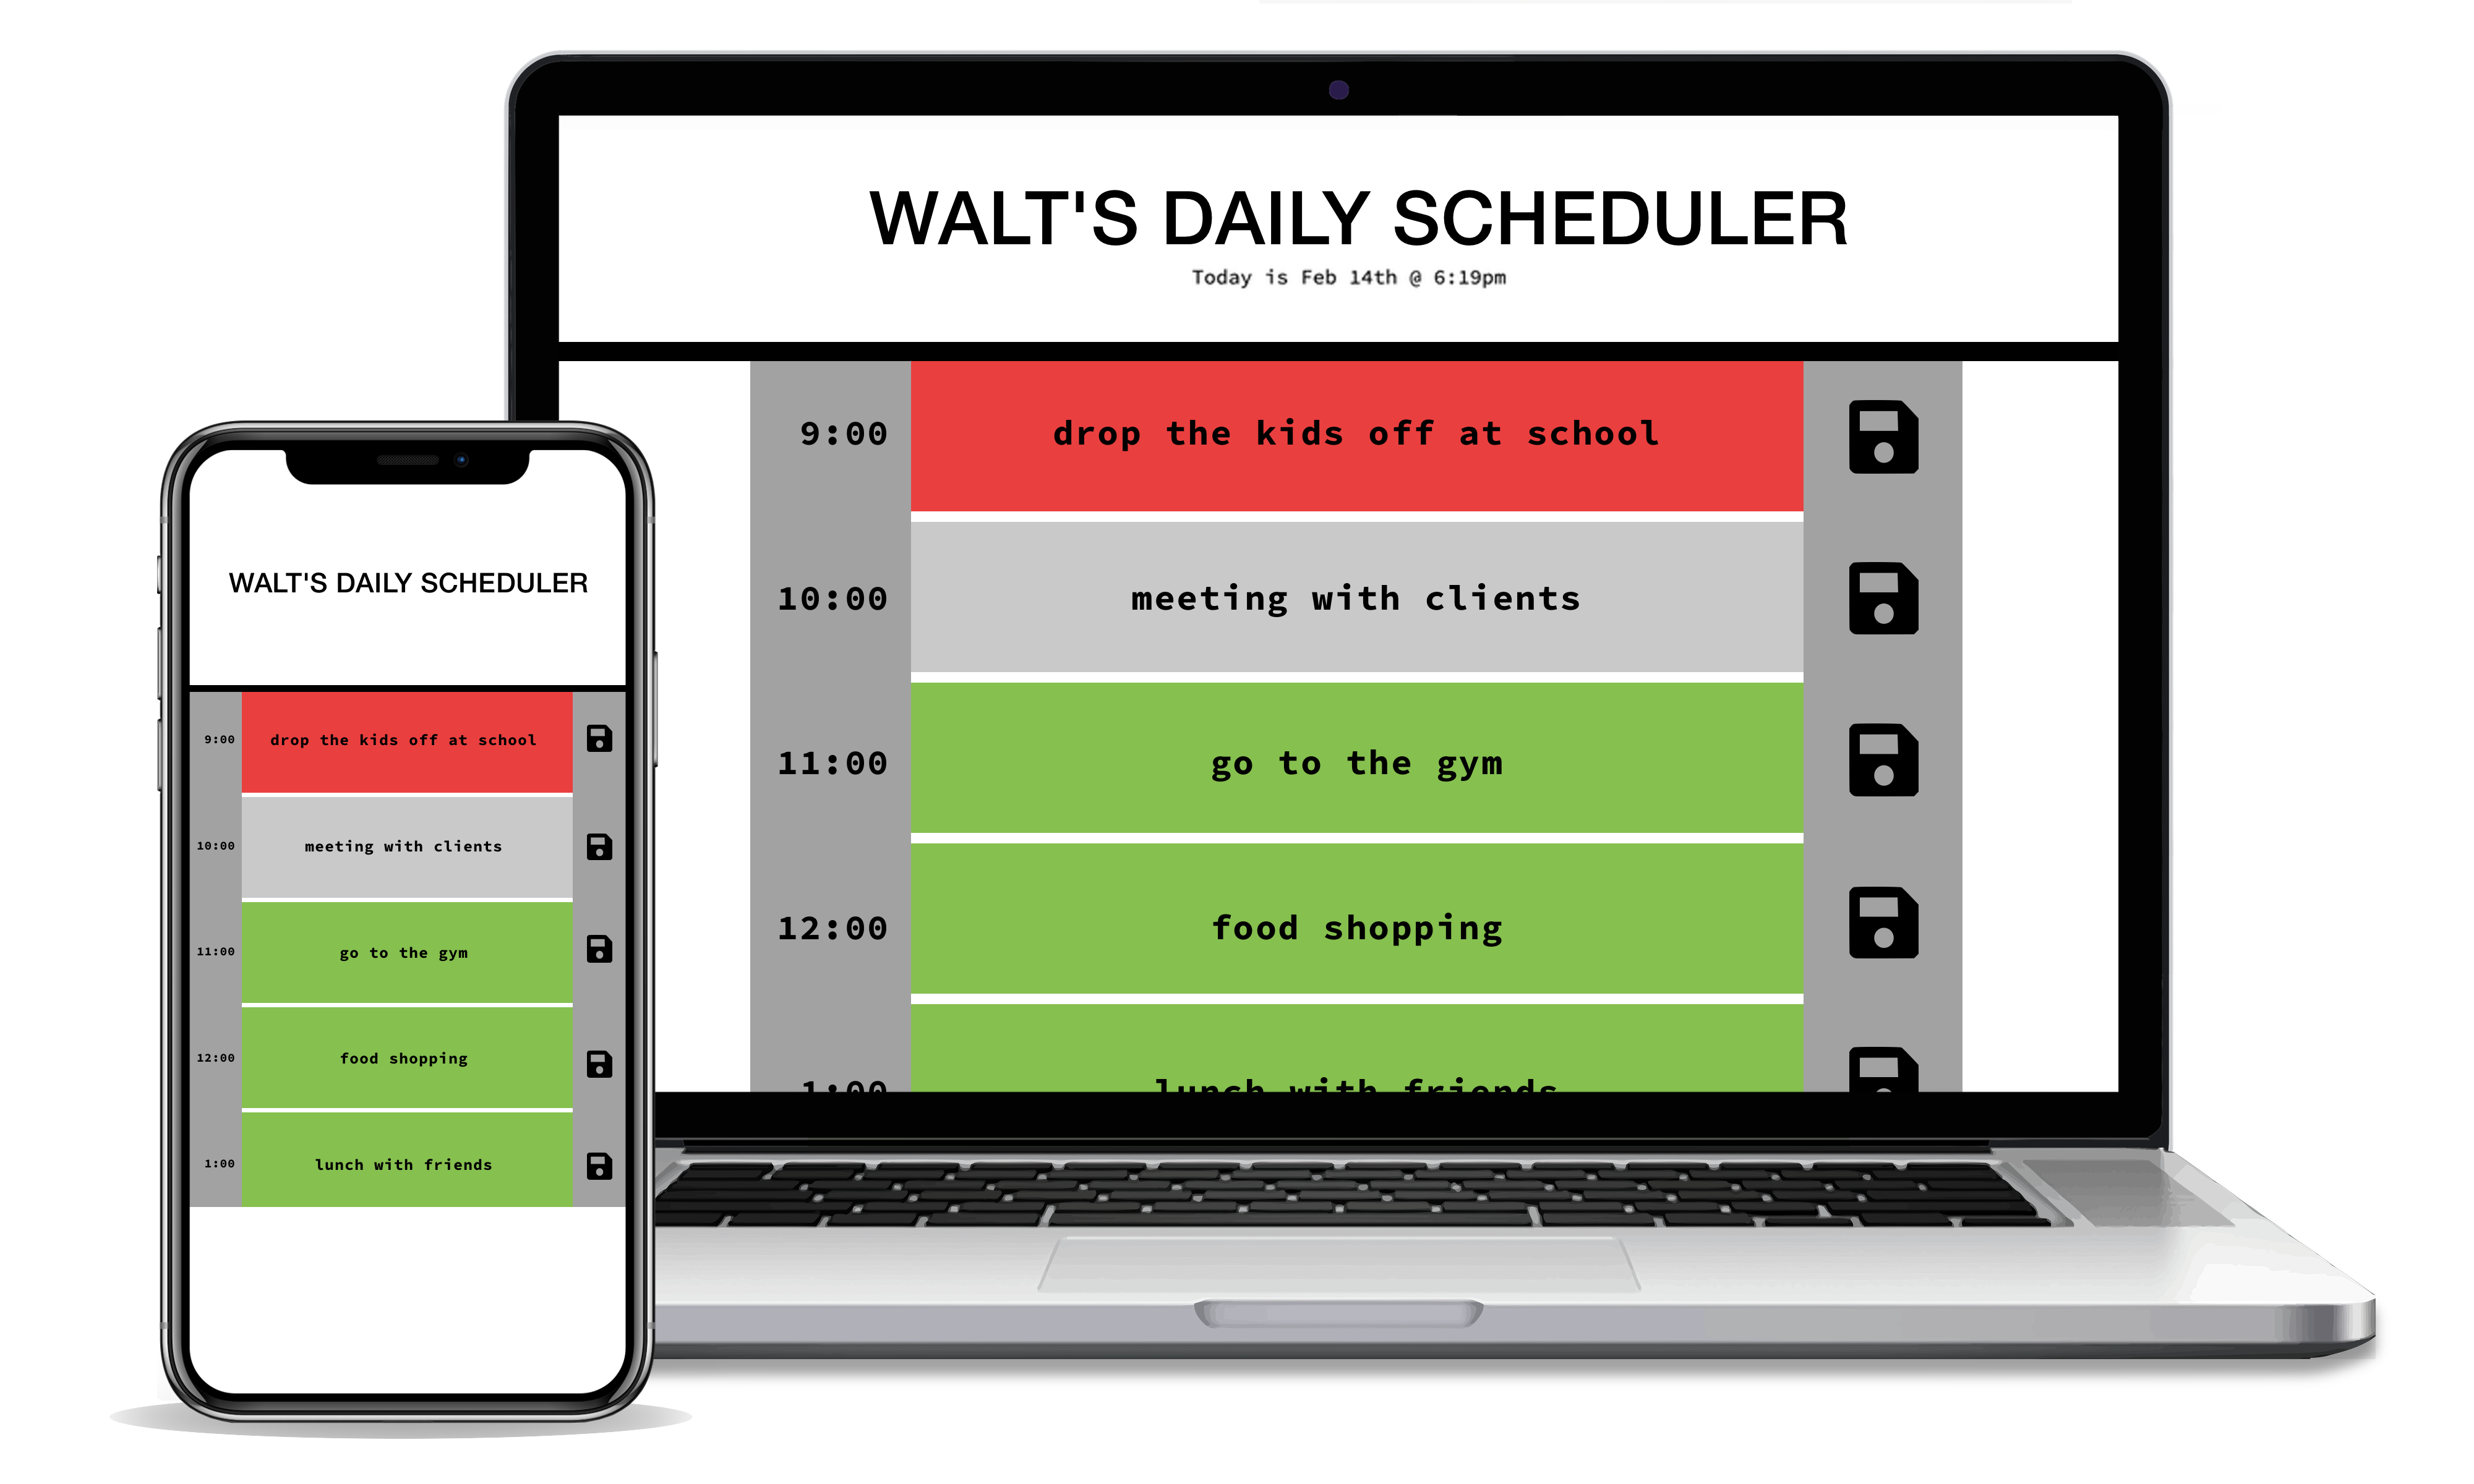 WALT'S DAILY SCHEDULER
Today is Feb 14th @ 6:19pm
9:00 drop the kids off at school
10:00 meeting with clients
11:00 go to the gym
12:00 food shopping
1:00 lunch with friends
WALT'S DAILY SCHEDULER
9:00 drop the kids off at school
10:00 meeting with clients
11:00 go to the gym
12:00 food shopping
1:00 lunch with friends